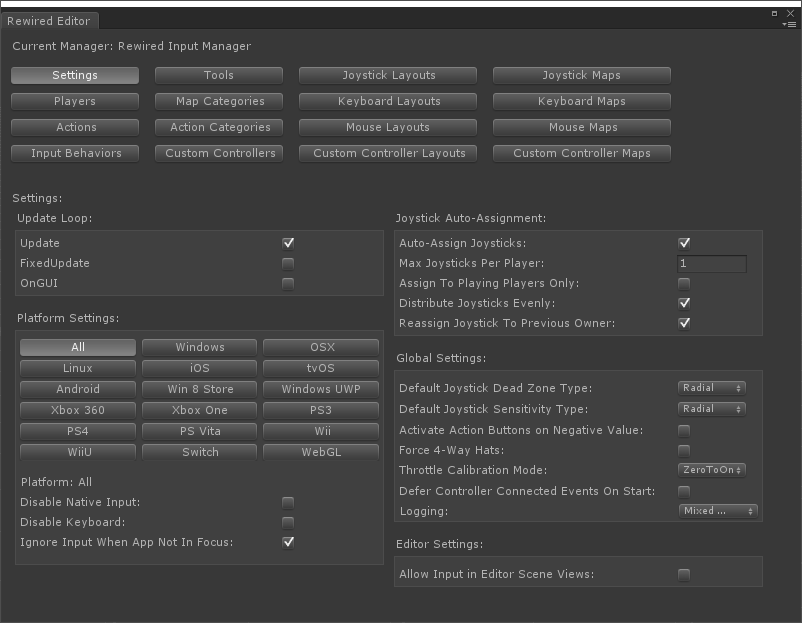 Rewired Editor
Current Manager: Rewired Input Manager
Settings Tools Joystick Layouts Joystick Maps
Players Map Categories Keyboard Layouts Keyboard Maps
Actions Action Categories Mouse Layouts Mouse Maps
Input Behaviors Custom Controllers Custom Controller Layouts Custom Controller Maps
Settings:
Update Loop:
Update
FixedUpdate
OnGUI
Platform Settings:
All Windows OSX
Linux iOS tvOS
Android Win 8 Store Windows UWP
Xbox 360 Xbox One PS3
PS4 PS Vita Wii
WiiU Switch WebGL
Platform: All
Disable Native Input:
Disable Keyboard:
Ignore Input When App Not In Focus:
Joystick Auto-Assignment:
Auto-Assign Joysticks:
Max Joysticks Per Player: 1
Assign To Playing Players Only:
Distribute Joysticks Evenly:
Reassign Joystick To Previous Owner:
Global Settings:
Default Joystick Dead Zone Type: Radial
Default Joystick Sensitivity Type: Radial
Activate Action Buttons on Negative Value:
Force 4-Way Hats:
Throttle Calibration Mode: ZeroToOn
Defer Controller Connected Events On Start:
Logging: Mixed ...
Editor Settings:
Allow Input in Editor Scene Views: